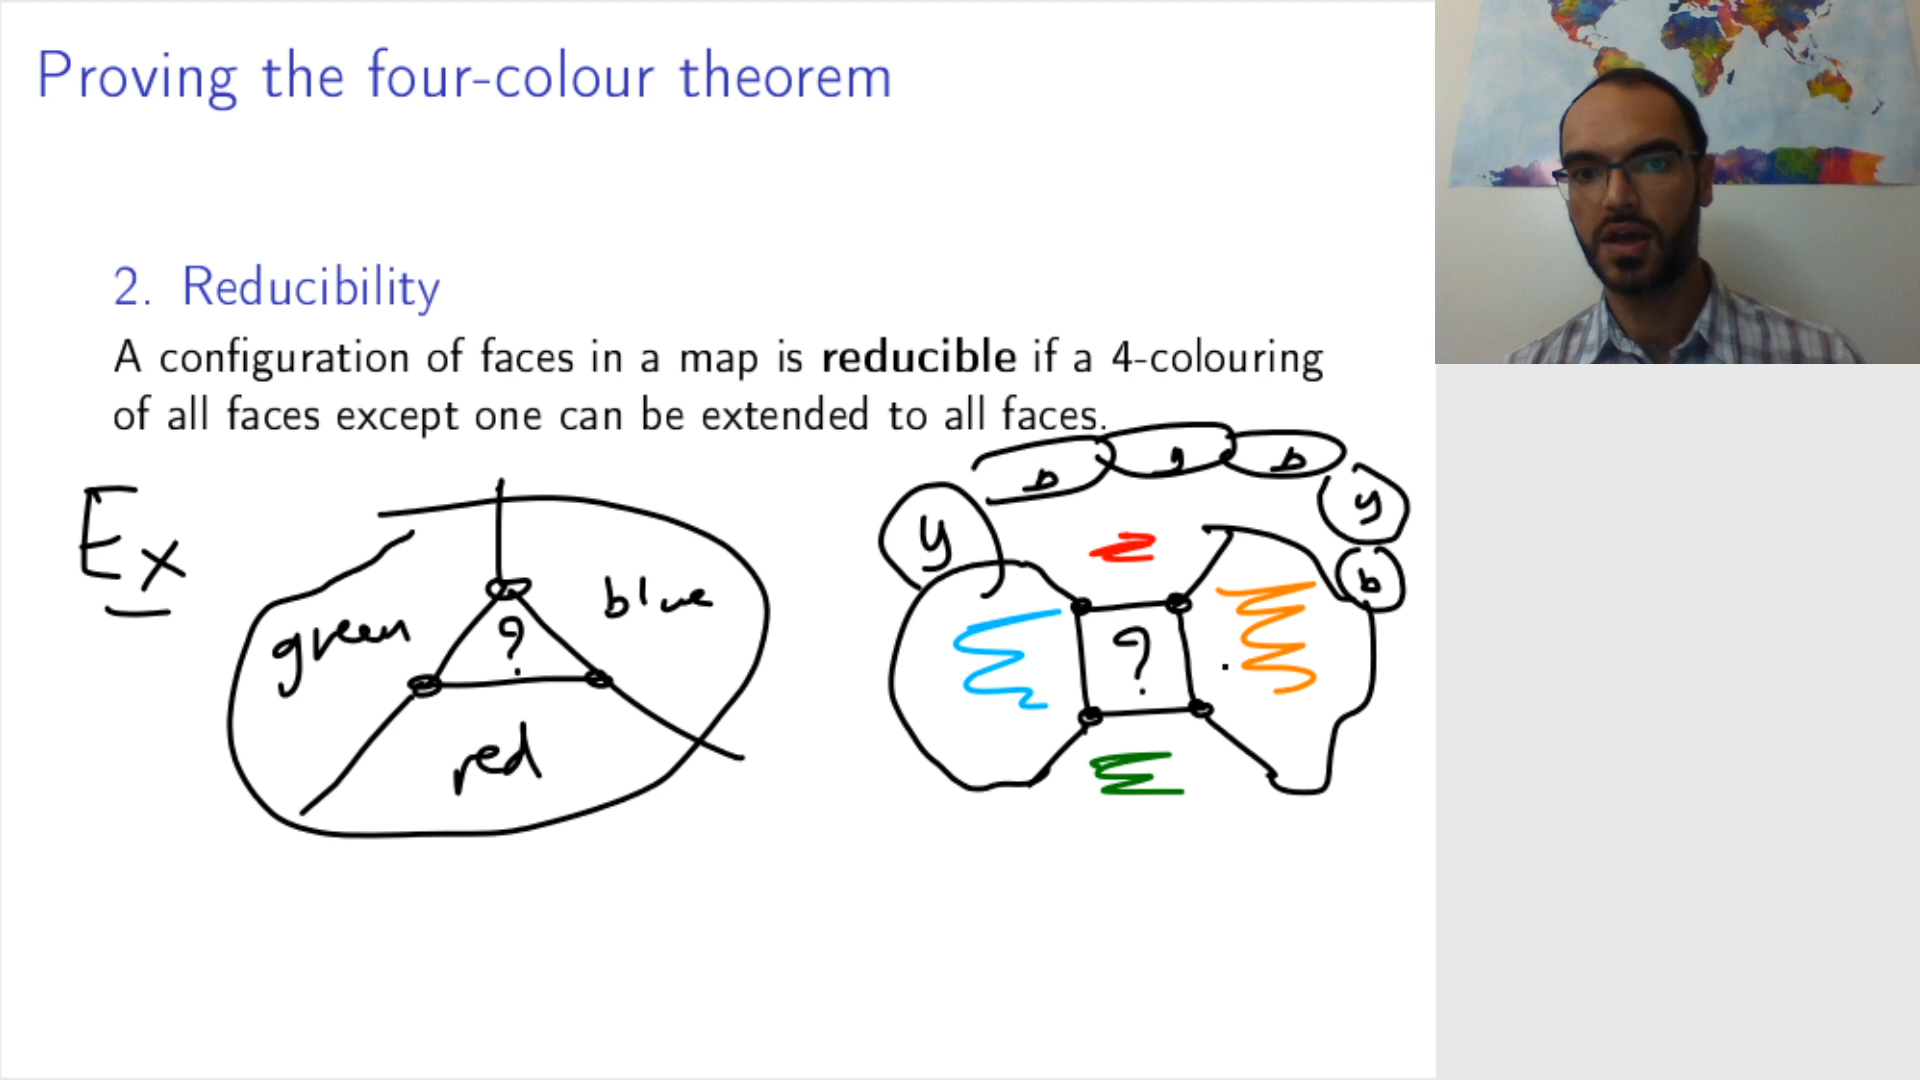 Proving the four-colour theorem
2. Reducibility
A configuration of faces in a map is reducible if a 4-colouring
of all faces except one can be extended to all faces.
Ex
green
?
blue
red
y
b
g
b
y
b
?